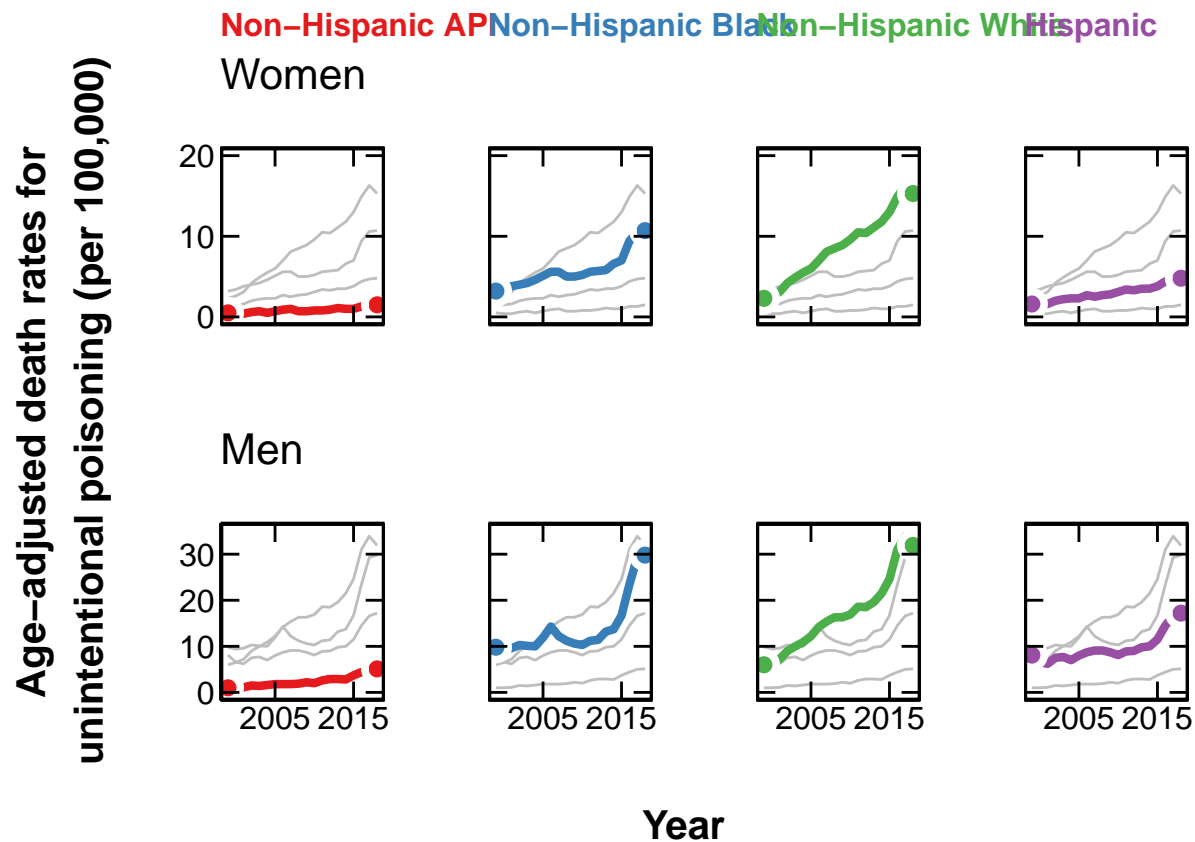 Non−Hispanic API Non−Hispanic Black Non−Hispanic White Hispanic
Women
Age−adjusted death rates for
unintentional poisoning (per 100,000)
20
10
0
Men
30
20
10
0
2005 2015 2005 2015 2005 2015 2005 2015
Year